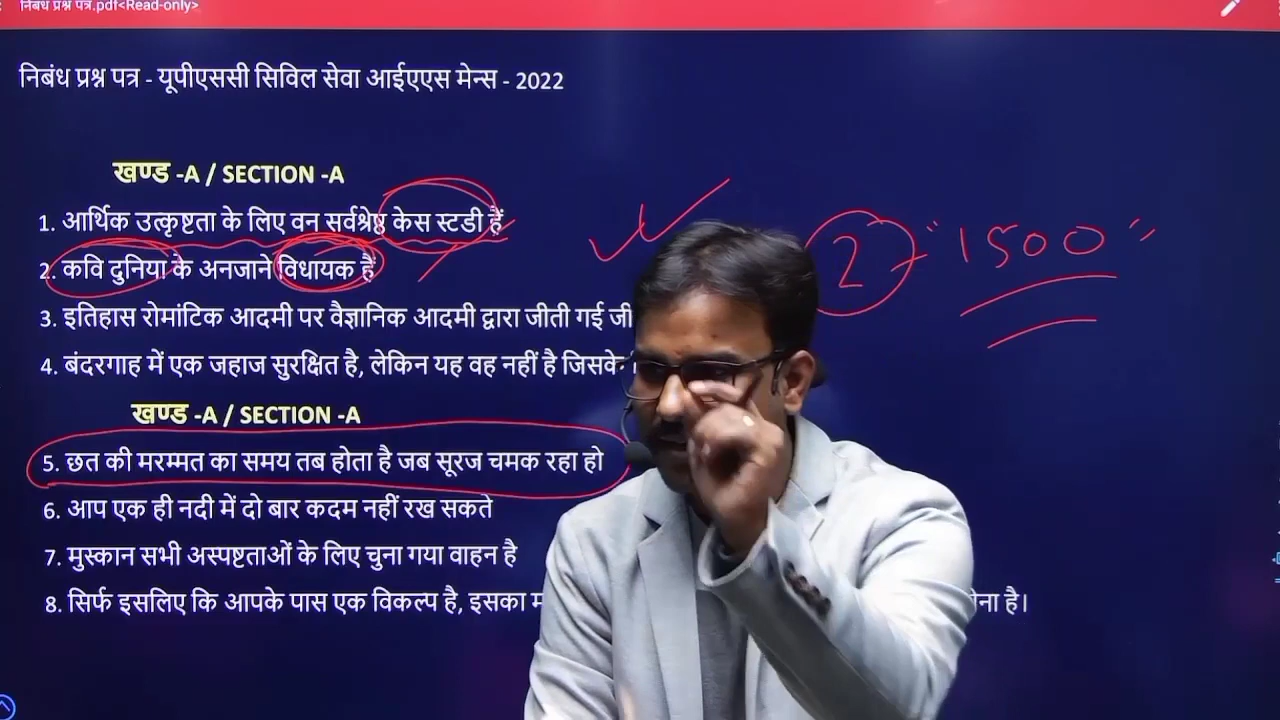 निबंध प्रश्न पत्र.pdf<Read-only>
निबंध प्रश्न पत्र - यूपीएससी सिविल सेवा आईएएस मेन्स - 2022
खण्ड -A / SECTION -A
1. आर्थिक उत्कृष्टता के लिए वन सर्वश्रेष्ठ केस स्टडी हैं
2. कवि दुनिया के अनजाने विधायक हैं
2 - "1500"
3. इतिहास रोमांटिक आदमी पर वैज्ञानिक आदमी द्वारा जीती गई
4. बंदरगाह में एक जहाज सुरक्षित है, लेकिन यह वह नहीं है जिसके
खण्ड -A / SECTION -A
5. छत की मरम्मत का समय तब होता है जब सूरज चमक रहा हो
6. आप एक ही नदी में दो बार कदम नहीं रख सकते
7. मुस्कान सभी अस्पष्टताओं के लिए चुना गया वाहन है
8. सिर्फ इसलिए कि आपके पास एक विकल्प है, इसका है।